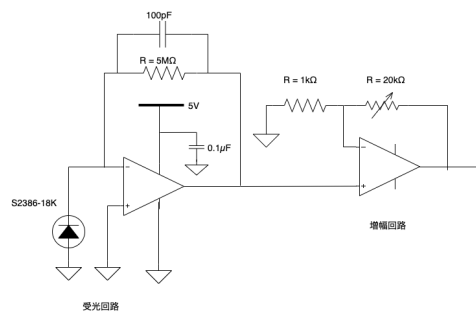 100pF
R = 5MΩ
5V
0.1μF
R = 1kΩ
R = 20kΩ
−
+
−
+
S2386-18K
増幅回路
受光回路